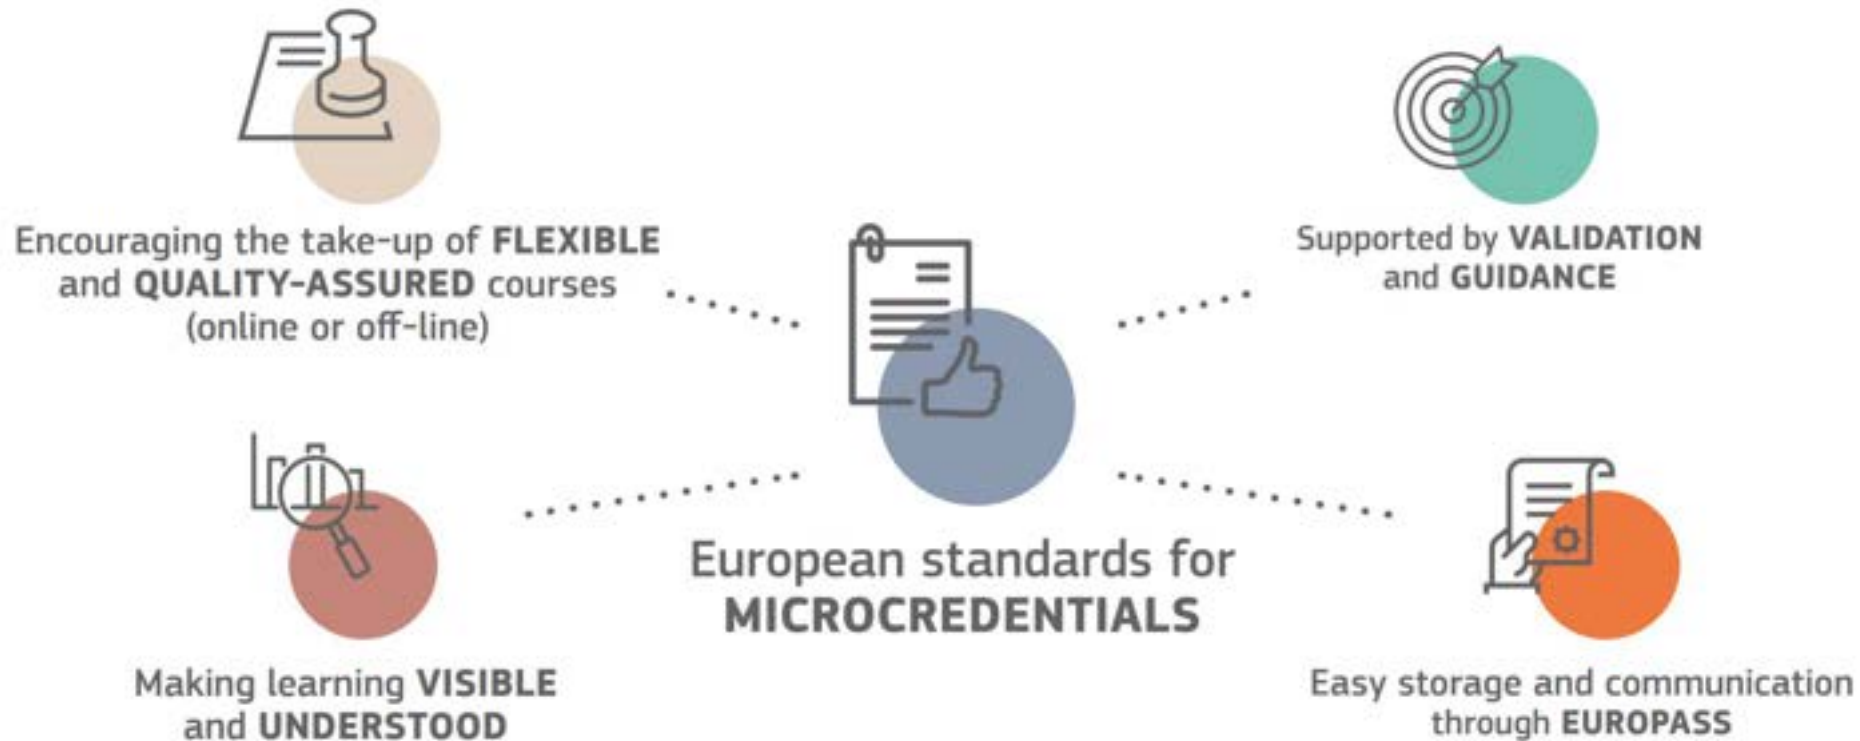 Encouraging the take-up of FLEXIBLE
and QUALITY-ASSURED courses
(online or off-line)
Supported by VALIDATION
and GUIDANCE
European standards for
MICROCREDENTIALS
Making learning VISIBLE
and UNDERSTOOD
Easy storage and communication
through EUROPASS